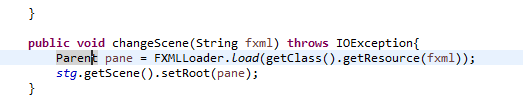 }
public void changeScene(String fxml) throws IOException{
Parent pane = FXMLLoader.load(getClass().getResource(fxml));
stg.getScene().setRoot(pane);
}